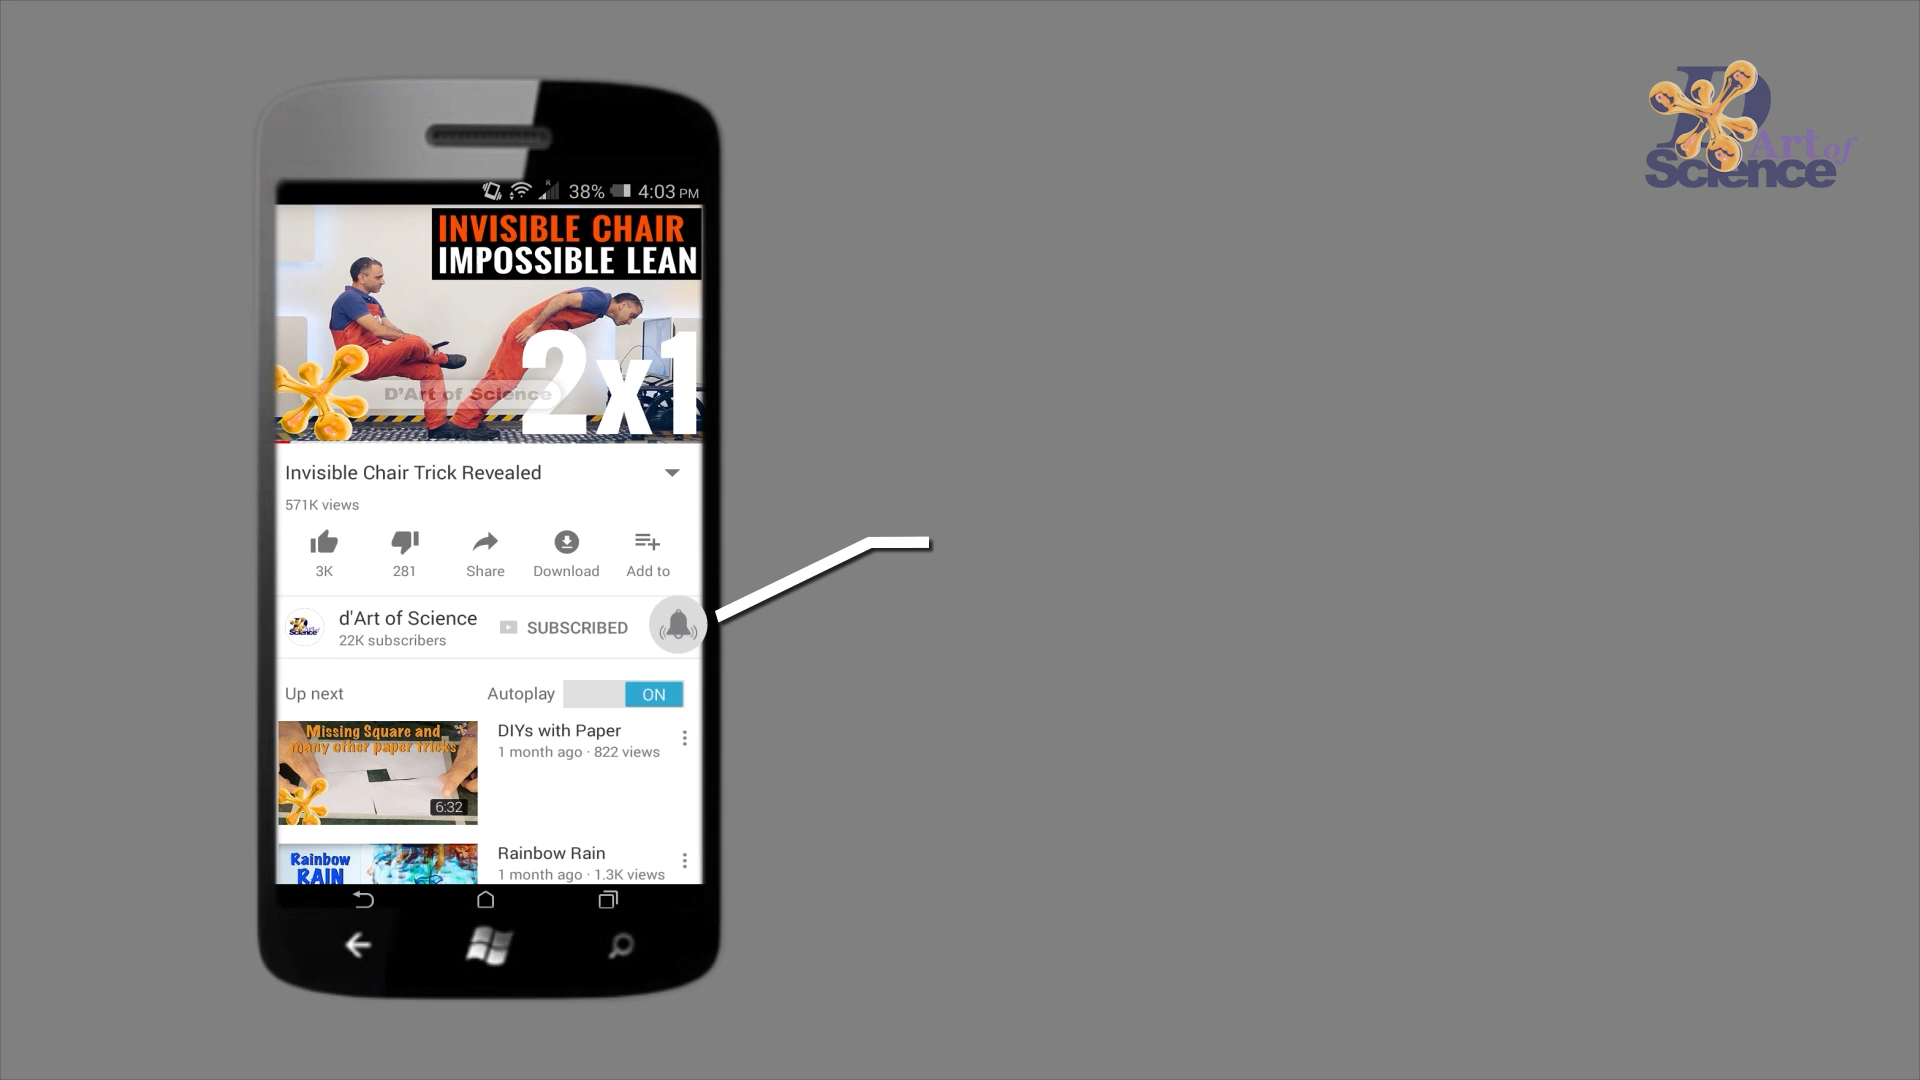 D
Art of
Science
R
38% 4:03 PM
INVISIBLE CHAIR
IMPOSSIBLE LEAN
2x1
D'Art of Science
Invisible Chair Trick Revealed
571K views
3K 281 Share Download Add to
d'Art of Science
22K subscribers
SUBSCRIBED
Up next Autoplay ON
Missing Square and
many other paper tricks
6:32
DIYs with Paper
1 month ago · 822 views
Rainbow
RAIN
Rainbow Rain
1 month ago · 1.3K views